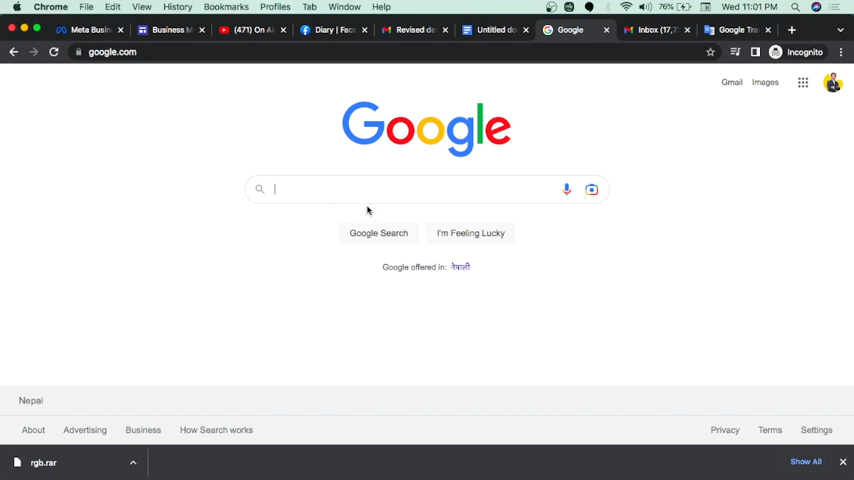 Chrome File Edit View History Bookmarks Profiles Tab Window Help 76% Wed 11:01 PM
Meta Busin Business M (471) On Ai Diary | Face Revised de Untitled do Google Inbox (17,7 Google Tra
google.com Incognito
Gmail Images
Google
Google Search I'm Feeling Lucky
Google offered in: नेपाली
Nepal
About Advertising Business How Search works Privacy Terms Settings
rgb.rar Show All